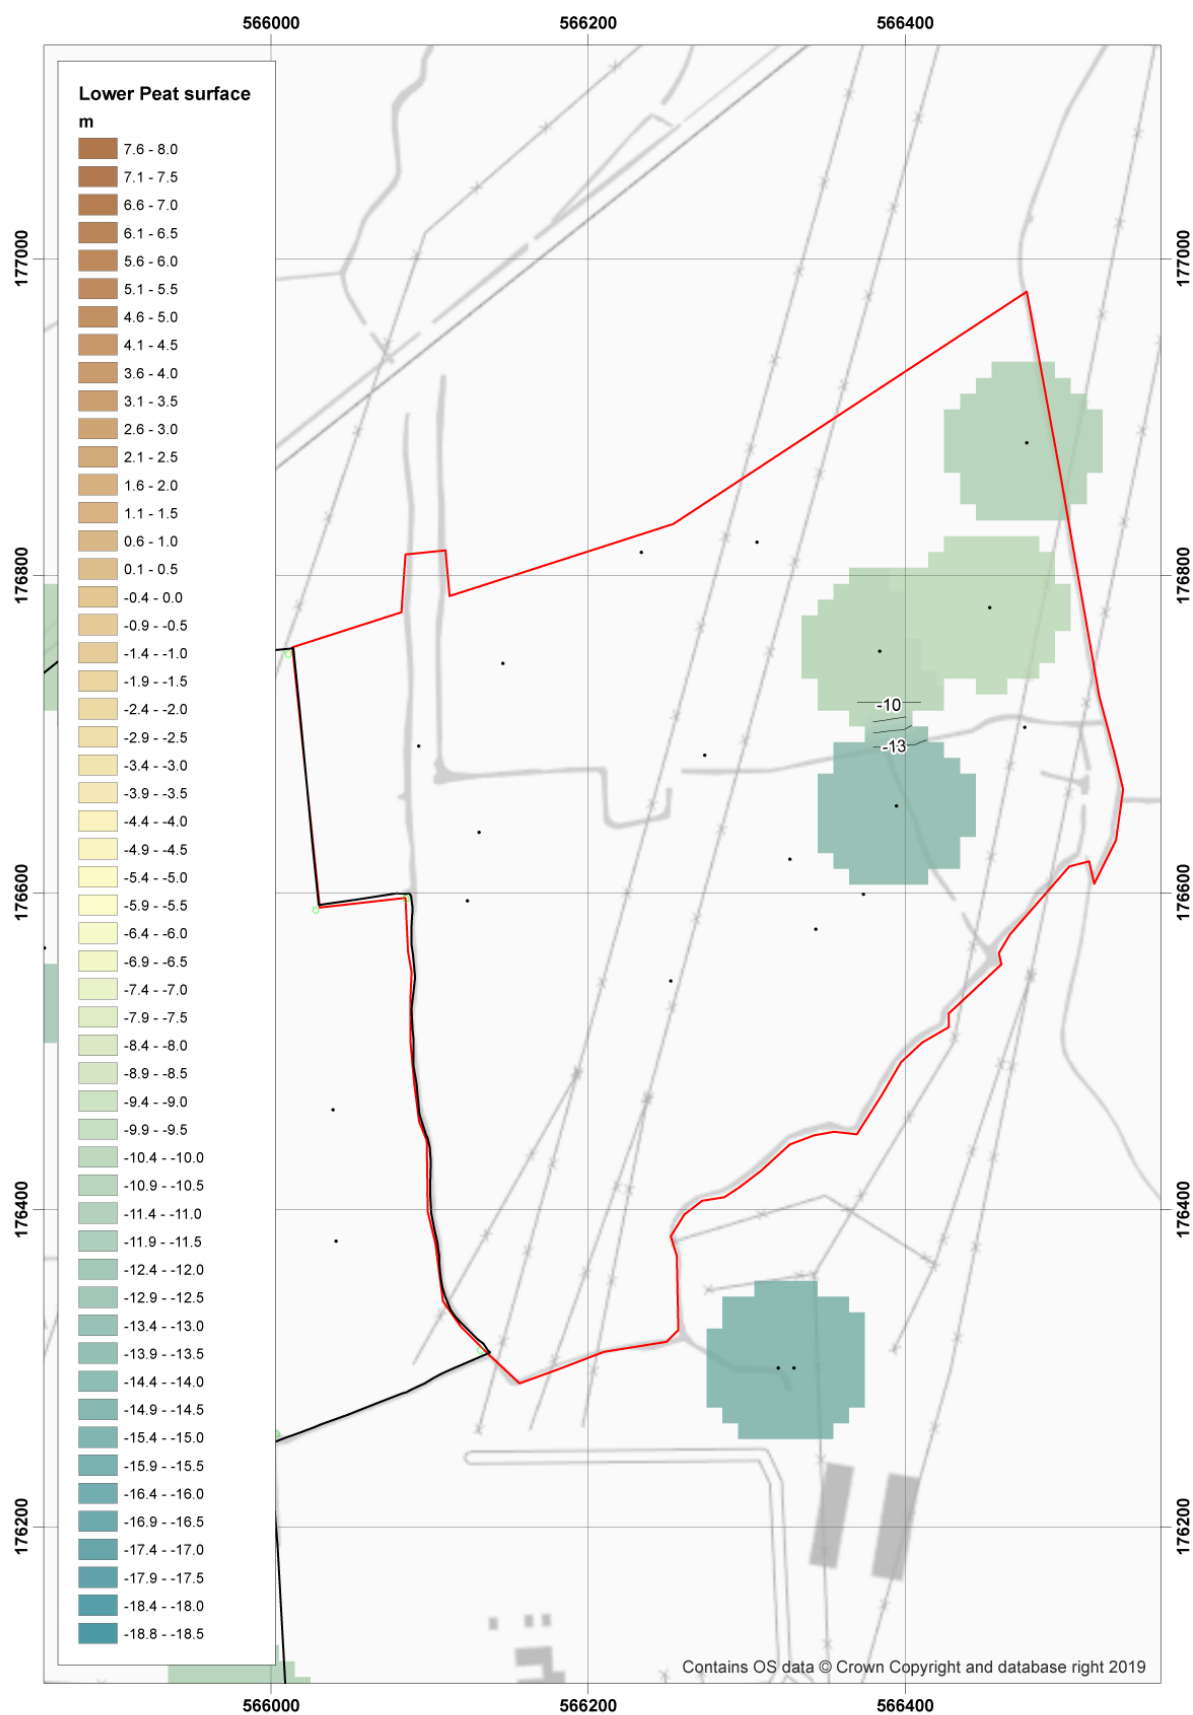 566000 566200 566400
Lower Peat surface
m
7.6 - 8.0
7.1 - 7.5
6.6 - 7.0
6.1 - 6.5
5.6 - 6.0
5.1 - 5.5
4.6 - 5.0
4.1 - 4.5
3.6 - 4.0
3.1 - 3.5
2.6 - 3.0
2.1 - 2.5
1.6 - 2.0
1.1 - 1.5
0.6 - 1.0
0.1 - 0.5
-0.4 - 0.0
-0.9 - -0.5
-1.4 - -1.0
-1.9 - -1.5
-2.4 - -2.0
-2.9 - -2.5
-3.4 - -3.0
-3.9 - -3.5
-4.4 - -4.0
-4.9 - -4.5
-5.4 - -5.0
-5.9 - -5.5
-6.4 - -6.0
-6.9 - -6.5
-7.4 - -7.0
-7.9 - -7.5
-8.4 - -8.0
-8.9 - -8.5
-9.4 - -9.0
-9.9 - -9.5
-10.4 - -10.0
-10.9 - -10.5
-11.4 - -11.0
-11.9 - -11.5
-12.4 - -12.0
-12.9 - -12.5
-13.4 - -13.0
-13.9 - -13.5
-14.4 - -14.0
-14.9 - -14.5
-15.4 - -15.0
-15.9 - -15.5
-16.4 - -16.0
-16.9 - -16.5
-17.4 - -17.0
-17.9 - -17.5
-18.4 - -18.0
-18.8 - -18.5
177000
176800
176600
176400
176200
-10
-13
177000
176800
176600
176400
176200
Contains OS data © Crown Copyright and database right 2019
566000 566200 566400